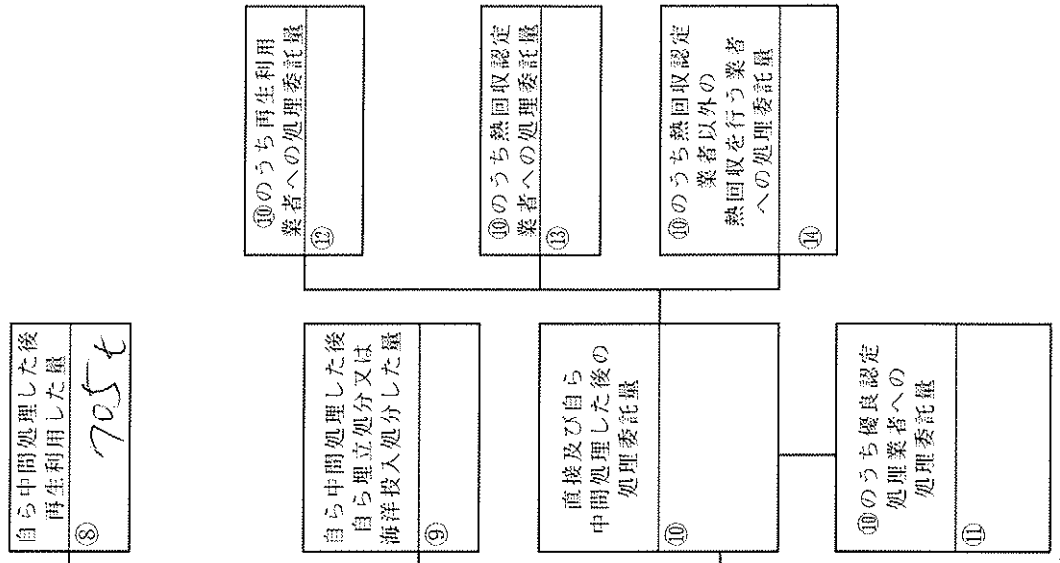 自ら中間処理した後
再生利用した量
⑧
705t
自ら中間処理した後
自ら埋立処分又は
海洋投入処分した量
⑨
直接及び自ら
中間処理した後の
処理委託量
⑩
⑩のうち優良認定
処理業者への
処理委託量
⑪
⑩のうち再生利用
業者への処理委託量
⑫
⑩のうち熱回収認定
業者への処理委託量
⑬
⑩のうち熱回収認定
業者以外の
熱回収を行う業者
への処理委託量
⑭